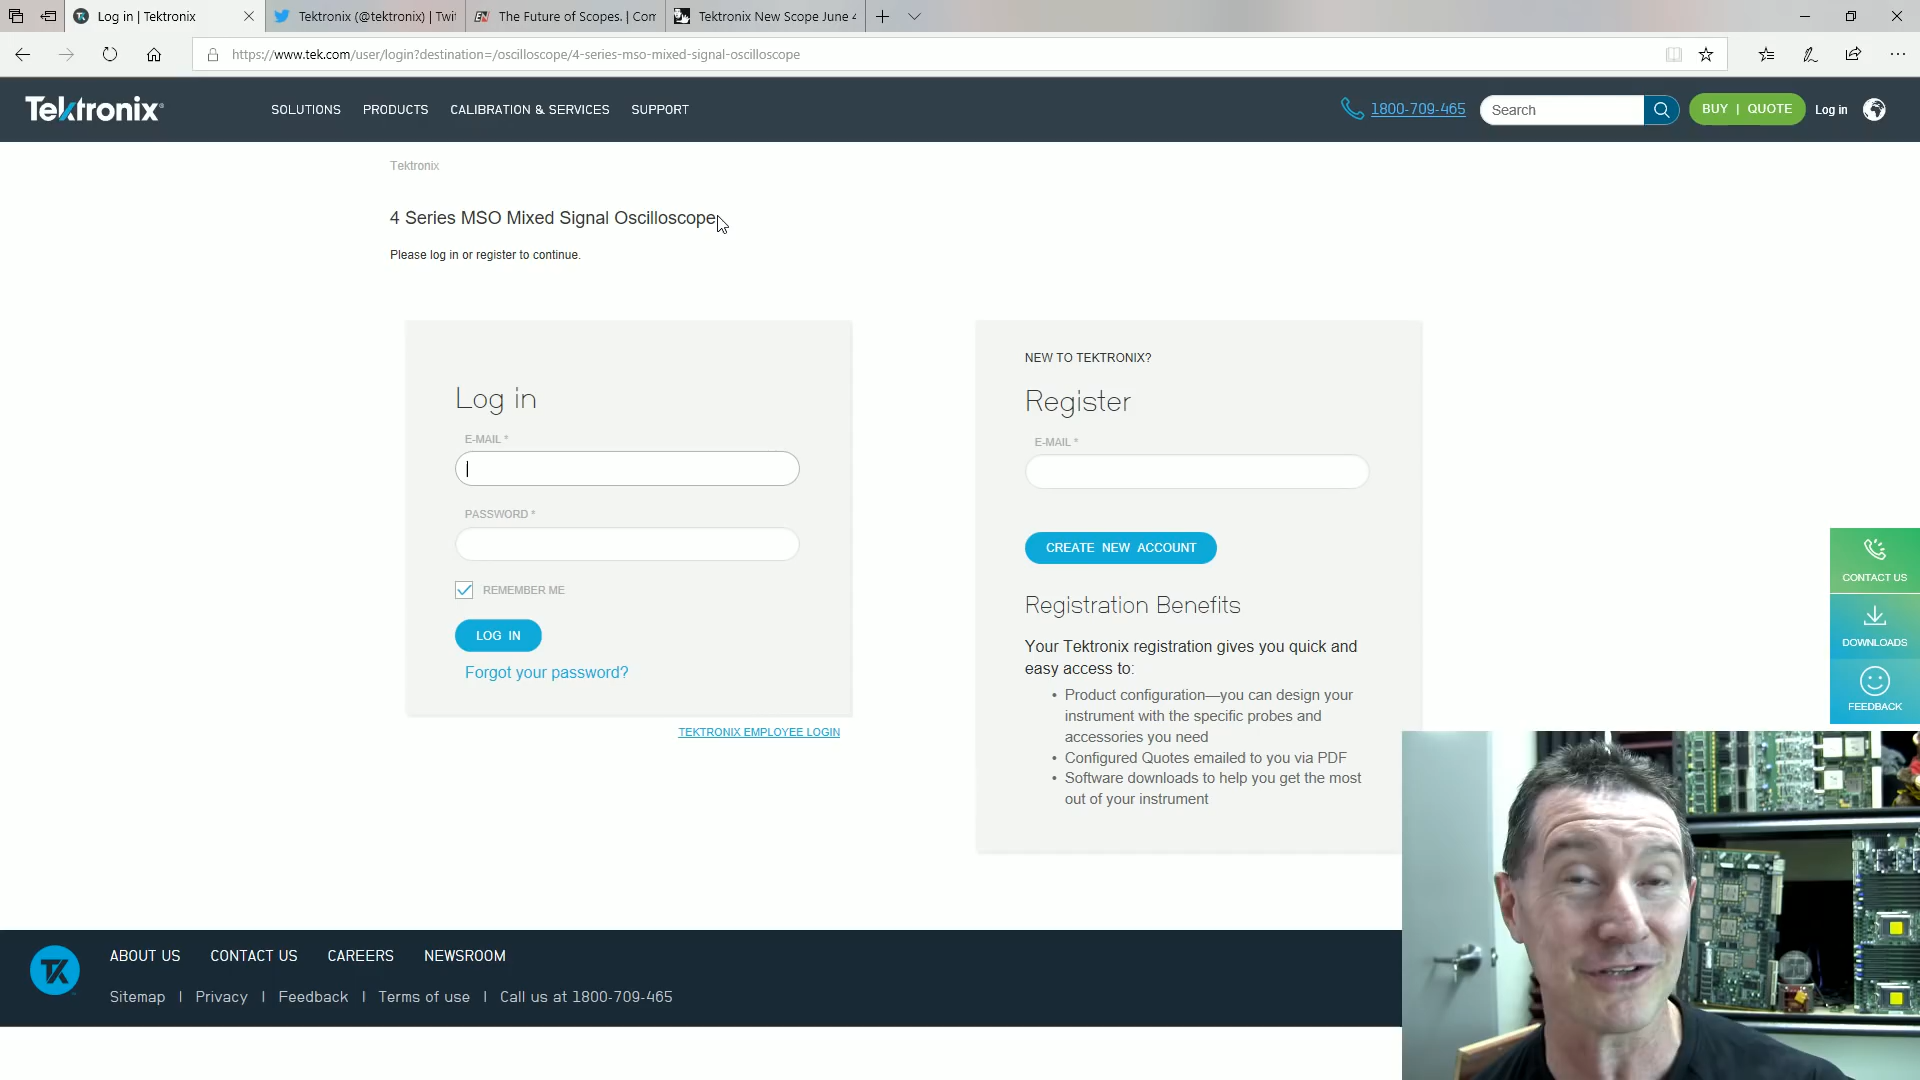 Log in | Tektronix
Tektronix (@tektronix) | Twit
The Future of Scopes. | Com
Tektronix New Scope June 4
https://www.tek.com/user/login?destination=/oscilloscope/4-series-mso-mixed-signal-oscilloscope
Tektronix
SOLUTIONS
PRODUCTS
CALIBRATION & SERVICES
SUPPORT
1800-709-465
Search
BUY | QUOTE
Log in
Tektronix
4 Series MSO Mixed Signal Oscilloscope
Please log in or register to continue.
Log in
E-MAIL *
PASSWORD *
REMEMBER ME
LOG IN
Forgot your password?
TEKTRONIX EMPLOYEE LOGIN
NEW TO TEKTRONIX?
Register
E-MAIL *
CREATE NEW ACCOUNT
Registration Benefits
Your Tektronix registration gives you quick and
easy access to:
• Product configuration—you can design your
instrument with the specific probes and
accessories you need
• Configured Quotes emailed to you via PDF
• Software downloads to help you get the most
out of your instrument
CONTACT US
DOWNLOADS
FEEDBACK
ABOUT US
CONTACT US
CAREERS
NEWSROOM
Sitemap | Privacy | Feedback | Terms of use | Call us at 1800-709-465